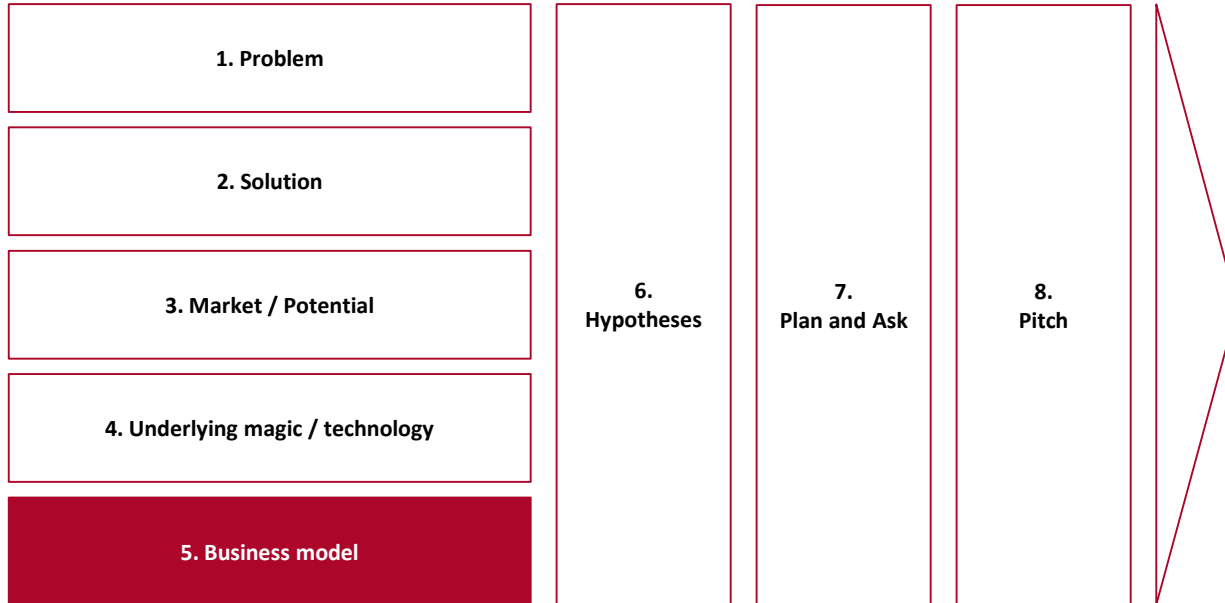 1. Problem
2. Solution
3. Market / Potential
4. Underlying magic / technology
5. Business model
6.
Hypotheses
7.
Plan and Ask
8.
Pitch